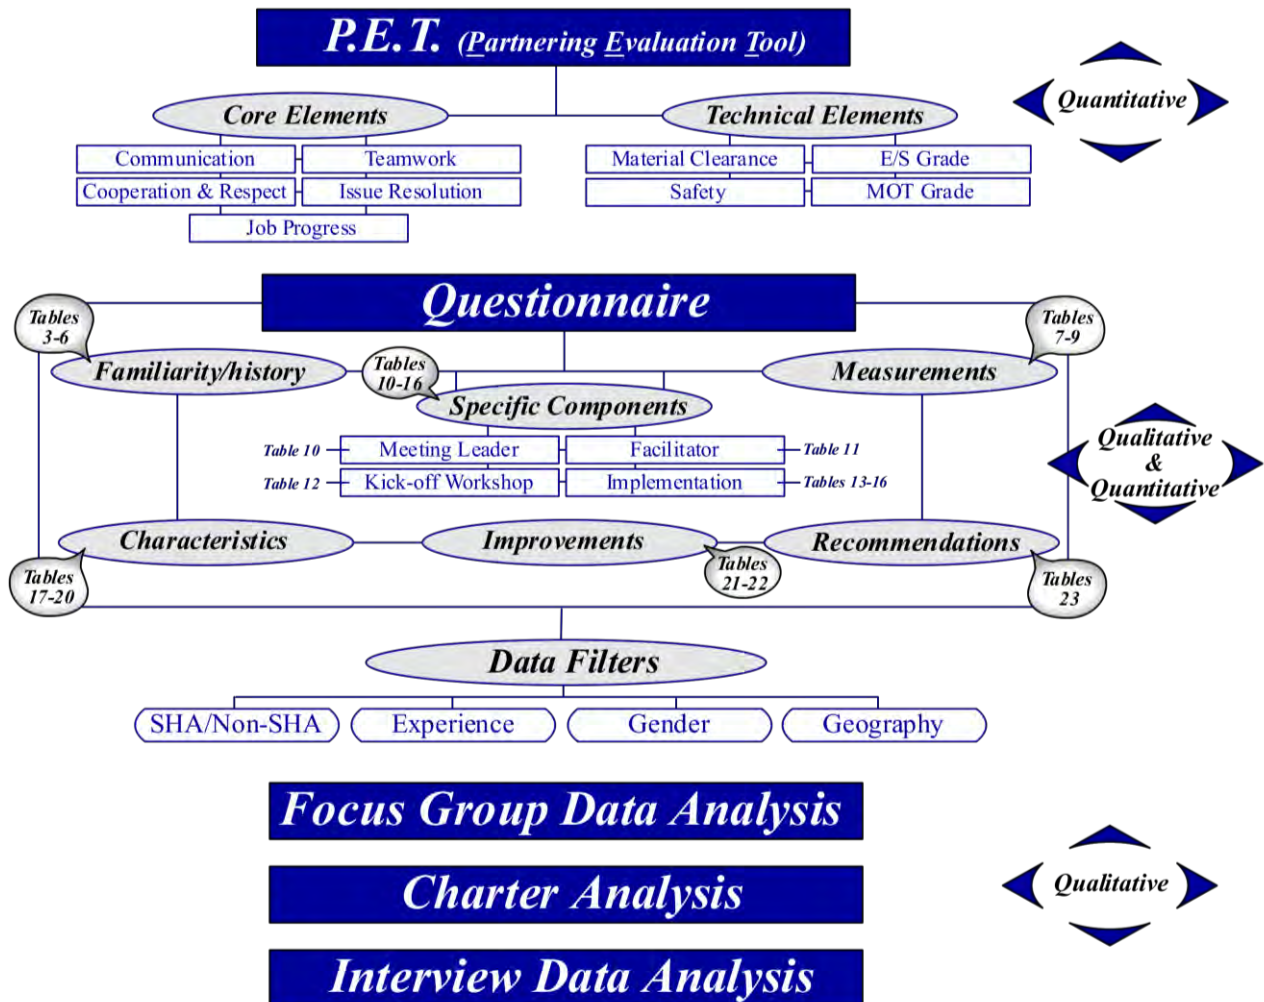 P.E.T. (Partnering Evaluation Tool)
Quantitative
Core Elements
Technical Elements
Communication
Teamwork
Material Clearance
E/S Grade
Cooperation & Respect
Issue Resolution
Safety
MOT Grade
Job Progress
Questionnaire
Tables
3-6
Tables
7-9
Familiarity/history
Tables
10-16
Measurements
Specific Components
Table 10
Meeting Leader
Facilitator
Table 11
Table 12
Kick-off Workshop
Implementation
Tables 13-16
Qualitative
&
Quantitative
Characteristics
Improvements
Recommendations
Tables
17-20
Tables
21-22
Tables
23
Data Filters
SHA/Non-SHA
Experience
Gender
Geography
Focus Group Data Analysis
Charter Analysis
Qualitative
Interview Data Analysis